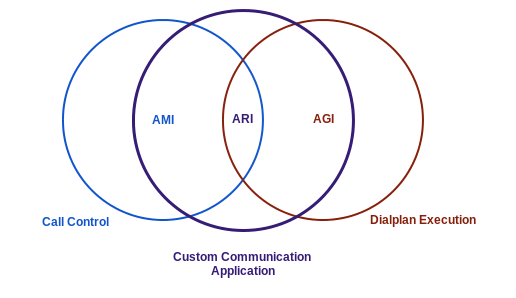 AMI
ARI
AGI
Call Control
Dialplan Execution
Custom Communication
Application